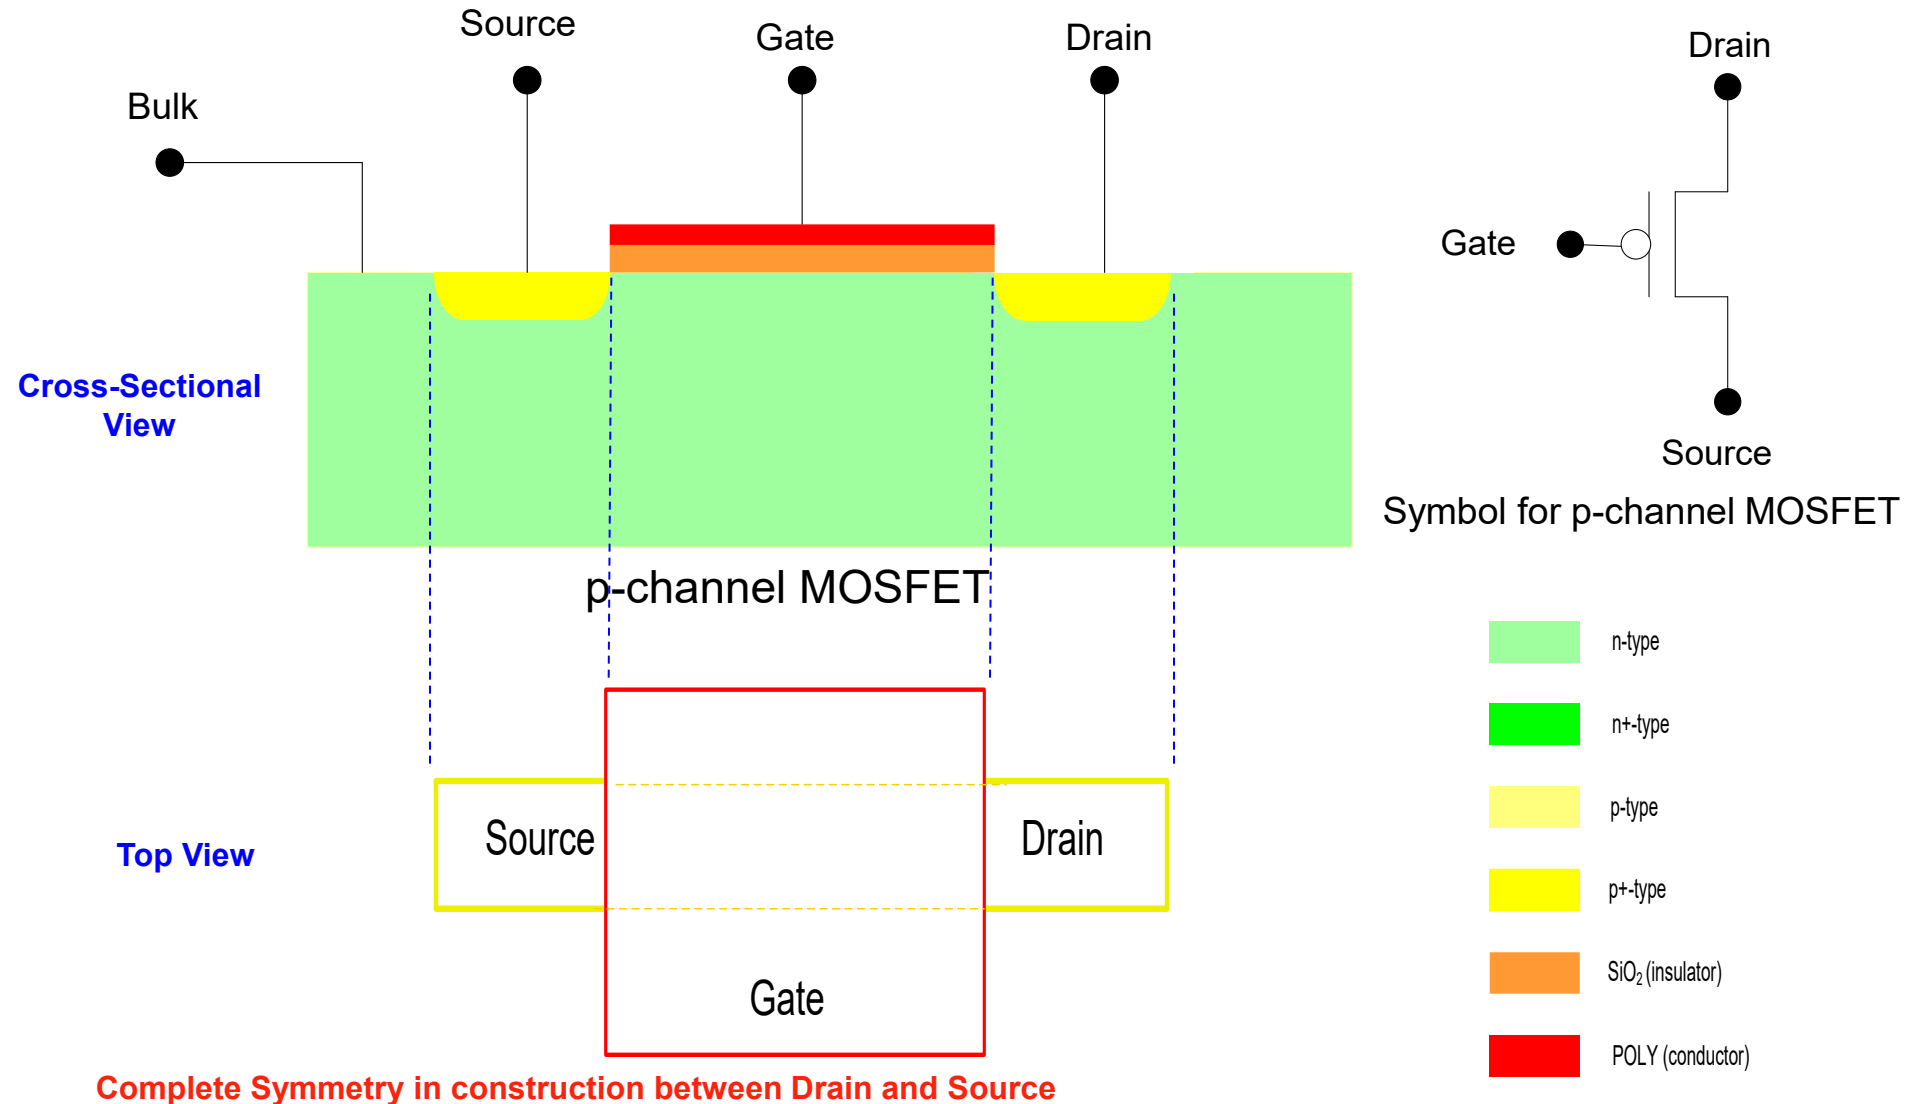 Source
Gate
Drain
Bulk
Cross-Sectional
View
p-channel MOSFET
Drain
Gate
Source
Symbol for p-channel MOSFET
Top View
Source
Drain
Gate
Complete Symmetry in construction between Drain and Source
n-type
n+-type
p-type
p+-type
SiO₂ (insulator)
POLY (conductor)